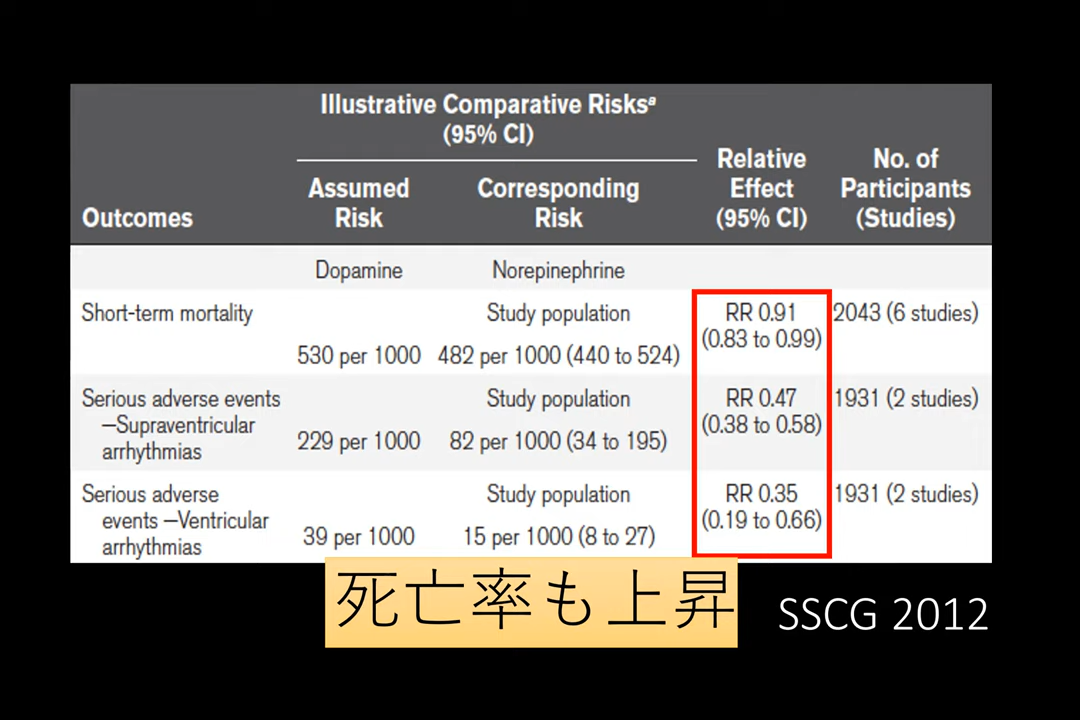 Illustrative Comparative Risksᵃ
(95% CI)
Outcomes
Assumed
Risk
Corresponding
Risk
Relative
Effect
(95% CI)
No. of
Participants
(Studies)
Dopamine
Norepinephrine
Short-term mortality
Study population
RR 0.91
2043 (6 studies)
(0.83 to 0.99)
530 per 1000
482 per 1000 (440 to 524)
Serious adverse events
Study population
RR 0.47
1931 (2 studies)
–Supraventricular
(0.38 to 0.58)
arrhythmias
229 per 1000
82 per 1000 (34 to 195)
Serious adverse
Study population
RR 0.35
1931 (2 studies)
events –Ventricular
(0.19 to 0.66)
arrhythmias
39 per 1000
15 per 1000 (8 to 27)
死亡率も上昇
SSCG 2012